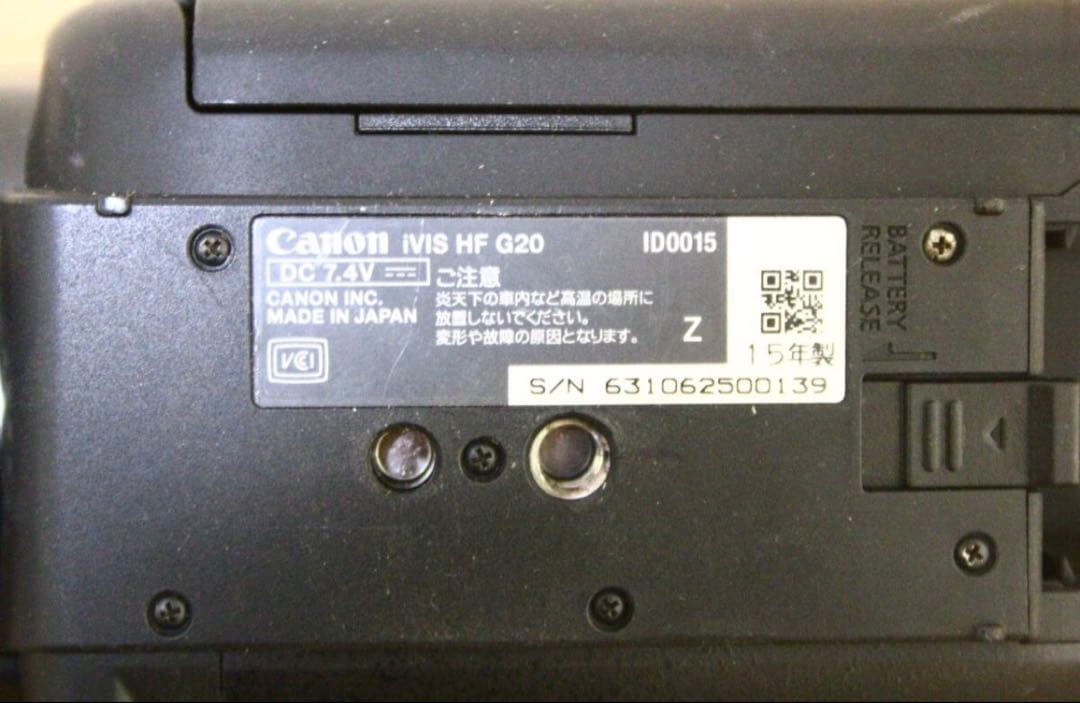 Canon iVIS HF G20 ID0015
DC 7.4V
CANON INC.
MADE IN JAPAN
ご注意
炎天下の車内など高温の場所に
放置しないでください。
変形や故障の原因となります。
Z
VCI
15年製
S/N 631062500139
BATTERY
RELEASE